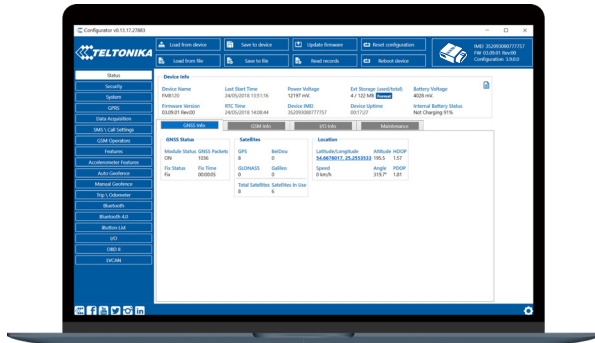 Configurator v0.13.17.27883
TELTONIKA
Load from device
Save to device
Update firmware
Reset configuration
Load from file
Save to file
Read records
Reboot device
IMEI 352093080777757
FW 03.09.01 Rev:00
Configuration 3.9.0.0
Status
Security
System
GPRS
Data Acquisition
SMS \ Call Settings
GSM Operators
Features
Accelerometer Features
Auto Geofence
Manual Geofence
Trip \ Odometer
Bluetooth
Bluetooth 4.0
iButton List
I/O
OBD II
LVCAN
Device Info
Device Name
FMB120
Last Start Time
24/05/2018 13:51:16
Power Voltage
12197 mV.
Ext Storage (used/total)
4 / 122 MB Format
Battery Voltage
4028 mV.
Firmware Version
03.09.01 Rev:00
RTC Time
24/05/2018 14:08:44
Device IMEI
352093080777757
Device Uptime
00:17:27
Internal Battery Status
Not Charging 91%
GNSS Info GSM Info I/O Info Maintenance
GNSS Status
Module Status GNSS Packets
ON 1036
Fix Status Fix Time
Fix 00:00:05
Satellites
GPS BeiDou
8 0
GLONASS Galileo
0 0
Total Satellites Satellites In Use
8 6
Location
Latitude/Longitude Altitude HDOP
54.6678017, 25.2553533 195.5 1.57
Speed Angle PDOP
0 km/h 319.7° 1.81